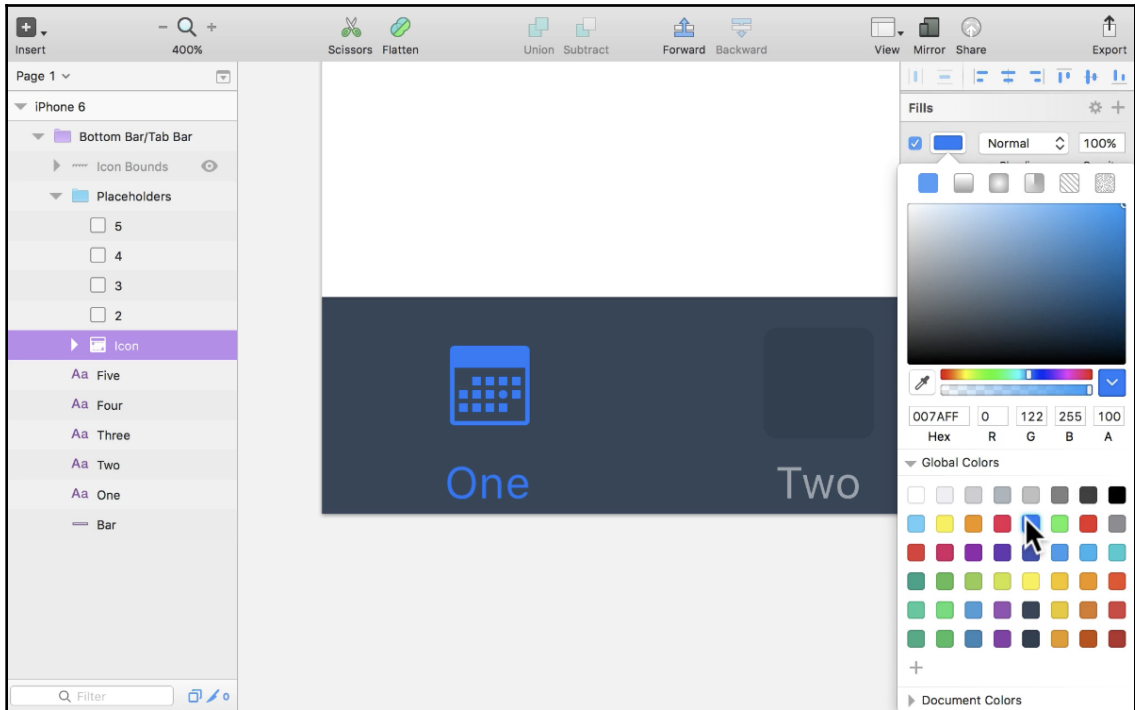 Insert
400%
Scissors Flatten
Union Subtract
Forward Backward
View Mirror Share
Export
Page 1
iPhone 6
Bottom Bar/Tab Bar
Icon Bounds
Placeholders
5
4
3
2
Icon
Aa Five
Aa Four
Aa Three
Aa Two
Aa One
Bar
Filter
0
One
Two
Fills
Normal 100%
007AFF 0 122 255 100
Hex R G B A
Global Colors
Document Colors